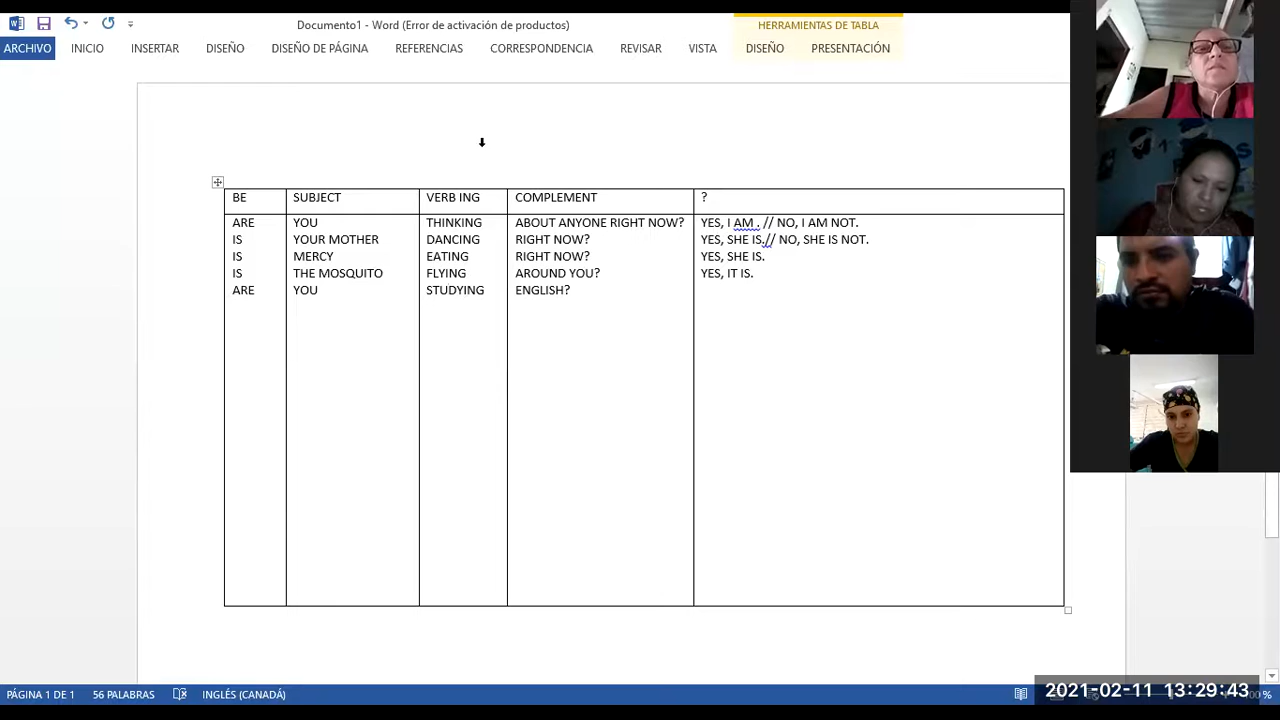 Documento1 - Word (Error de activación de productos)
HERRAMIENTAS DE TABLA
ARCHIVO INICIO INSERTAR DISEÑO DISEÑO DE PÁGINA REFERENCIAS CORRESPONDENCIA REVISAR VISTA DISEÑO PRESENTACIÓN
BE SUBJECT VERB ING COMPLEMENT ?
ARE YOU THINKING ABOUT ANYONE RIGHT NOW? YES, I AM . // NO, I AM NOT.
IS YOUR MOTHER DANCING RIGHT NOW? YES, SHE IS.// NO, SHE IS NOT.
IS MERCY EATING RIGHT NOW? YES, SHE IS.
IS THE MOSQUITO FLYING AROUND YOU? YES, IT IS.
ARE YOU STUDYING ENGLISH?
PÁGINA 1 DE 1 56 PALABRAS INGLÉS (CANADÁ)
2021-02-11 13:29:43